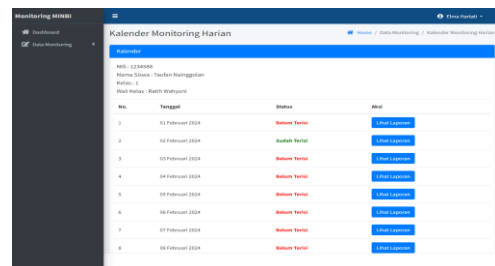 Monitoring MINBI
Elma Hartati
Dashboard
Data Monitoring
Kalender Monitoring Harian
Home / Data Monitoring / Kalender Monitoring Harian
Kalender
NIS : 1234566
Nama Siswa : Taufan Nainggolan
Kelas : 1
Wali Kelas : Ratih Wahyuni
No. Tanggal Status Aksi
1 01 Februari 2024 Belum Terisi Lihat Laporan
2 02 Februari 2024 Sudah Terisi Lihat Laporan
3 03 Februari 2024 Belum Terisi Lihat Laporan
4 04 Februari 2024 Belum Terisi Lihat Laporan
5 05 Februari 2024 Belum Terisi Lihat Laporan
6 06 Februari 2024 Belum Terisi Lihat Laporan
7 07 Februari 2024 Belum Terisi Lihat Laporan
8 08 Februari 2024 Belum Terisi Lihat Laporan